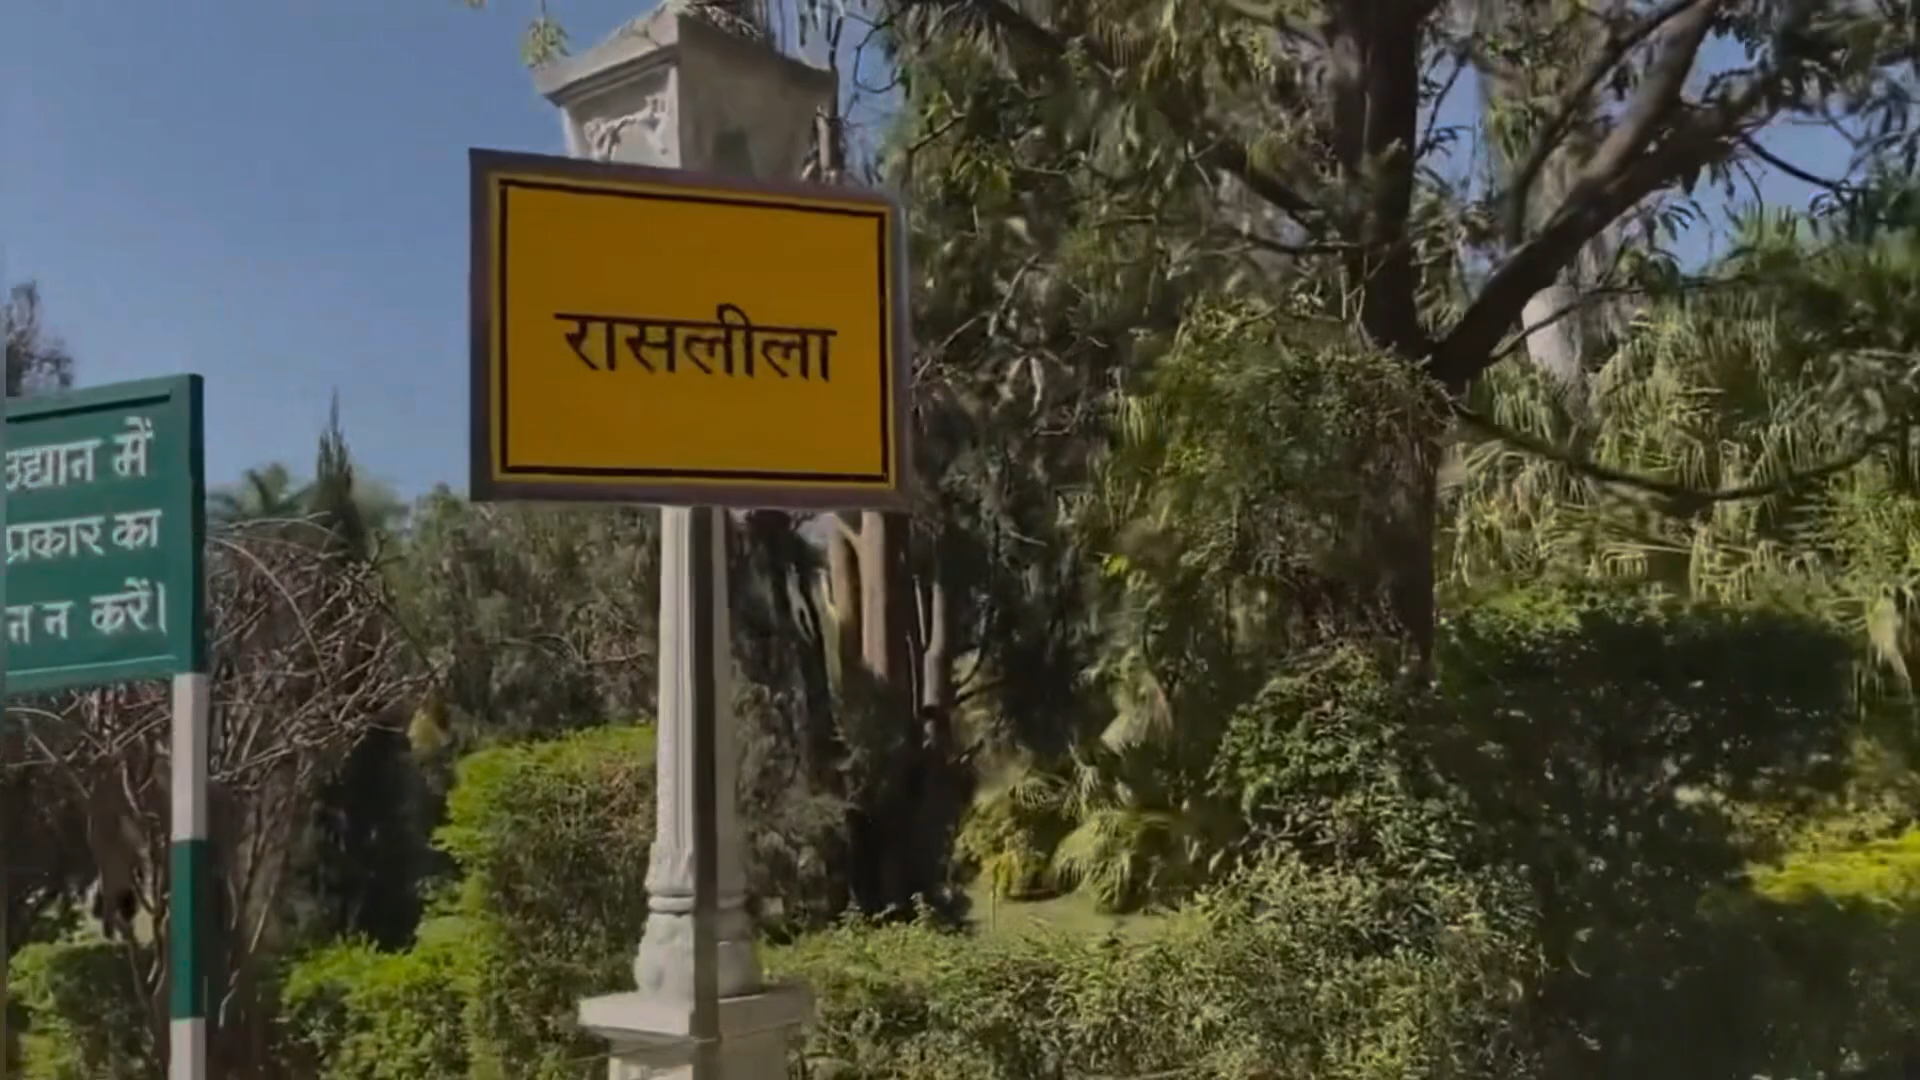 रासलीला
उद्यान में
प्रकार का
न न करें।